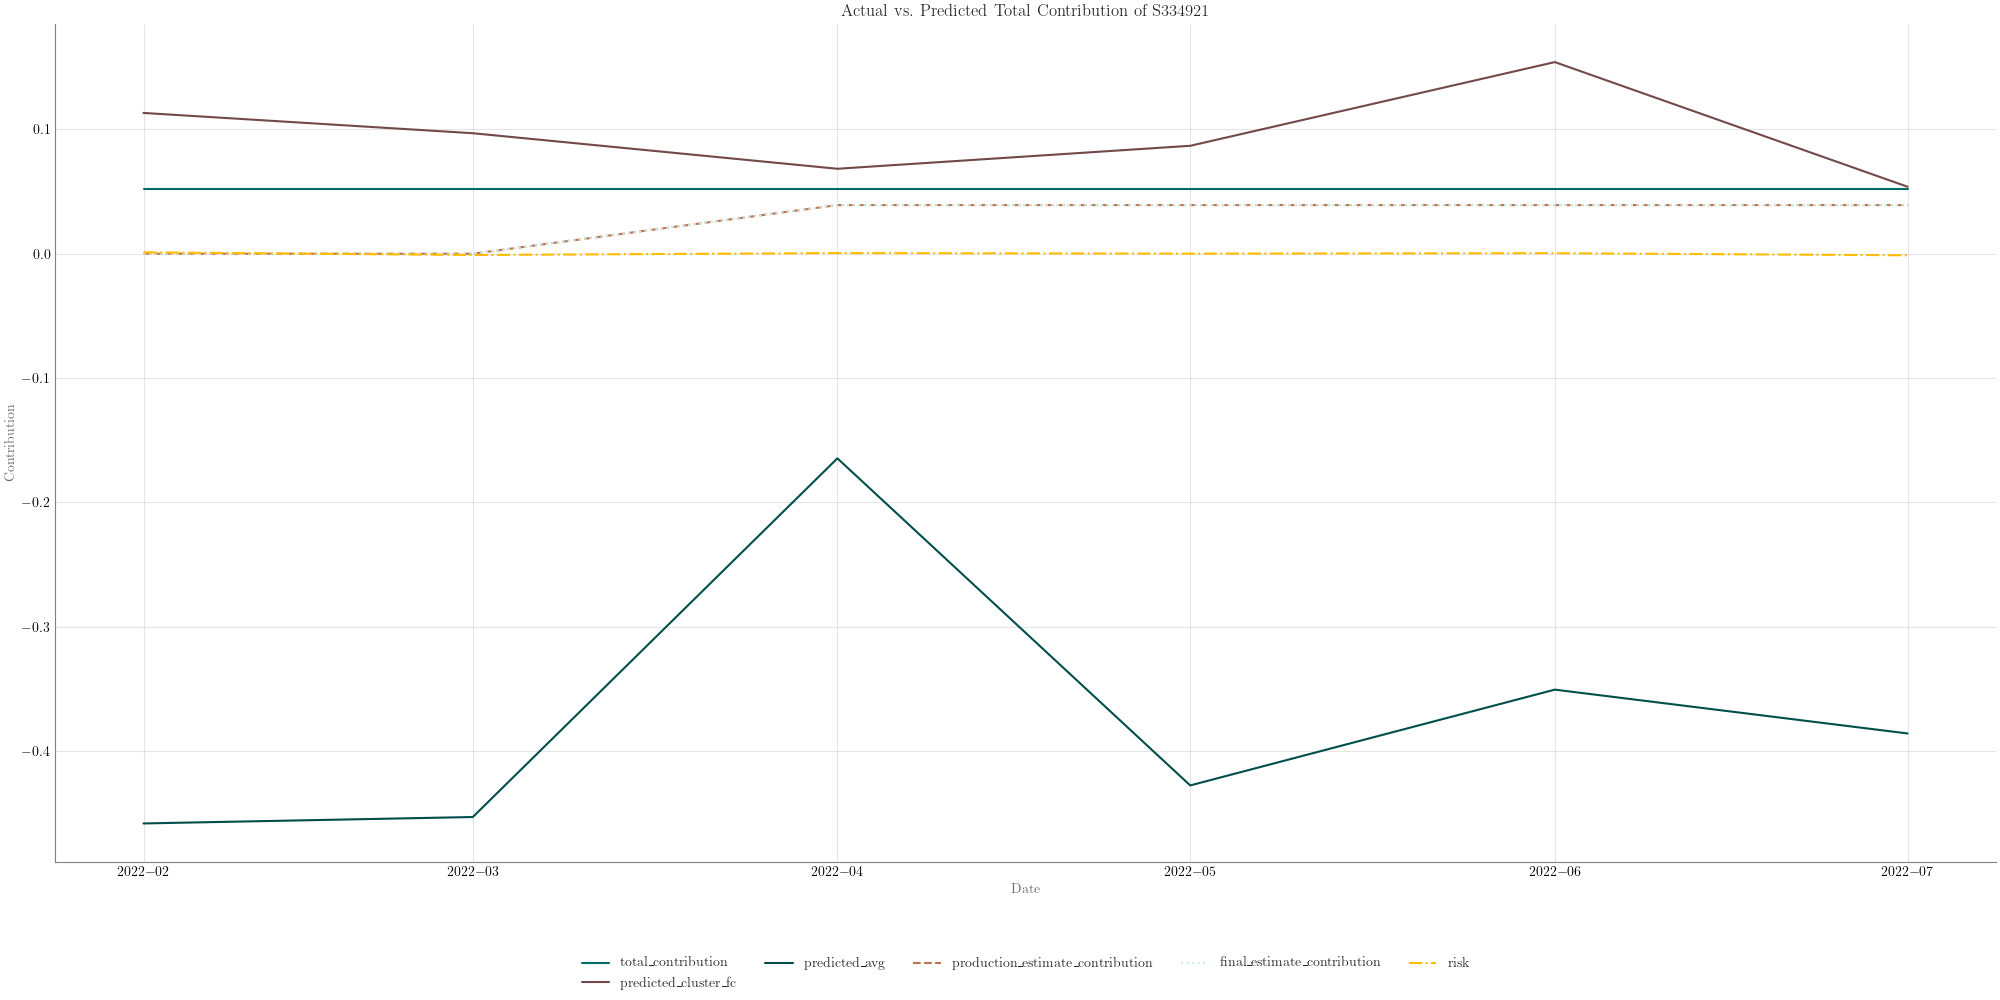 Actual vs. Predicted Total Contribution of S334921
0.1
0.0
−0.1
−0.2
−0.3
−0.4
Contribution
2022−02 2022−03 2022−04 2022−05 2022−06 2022−07
Date
total_contribution predicted_avg production_estimate_contribution final_estimate_contribution risk
predicted_cluster_fc